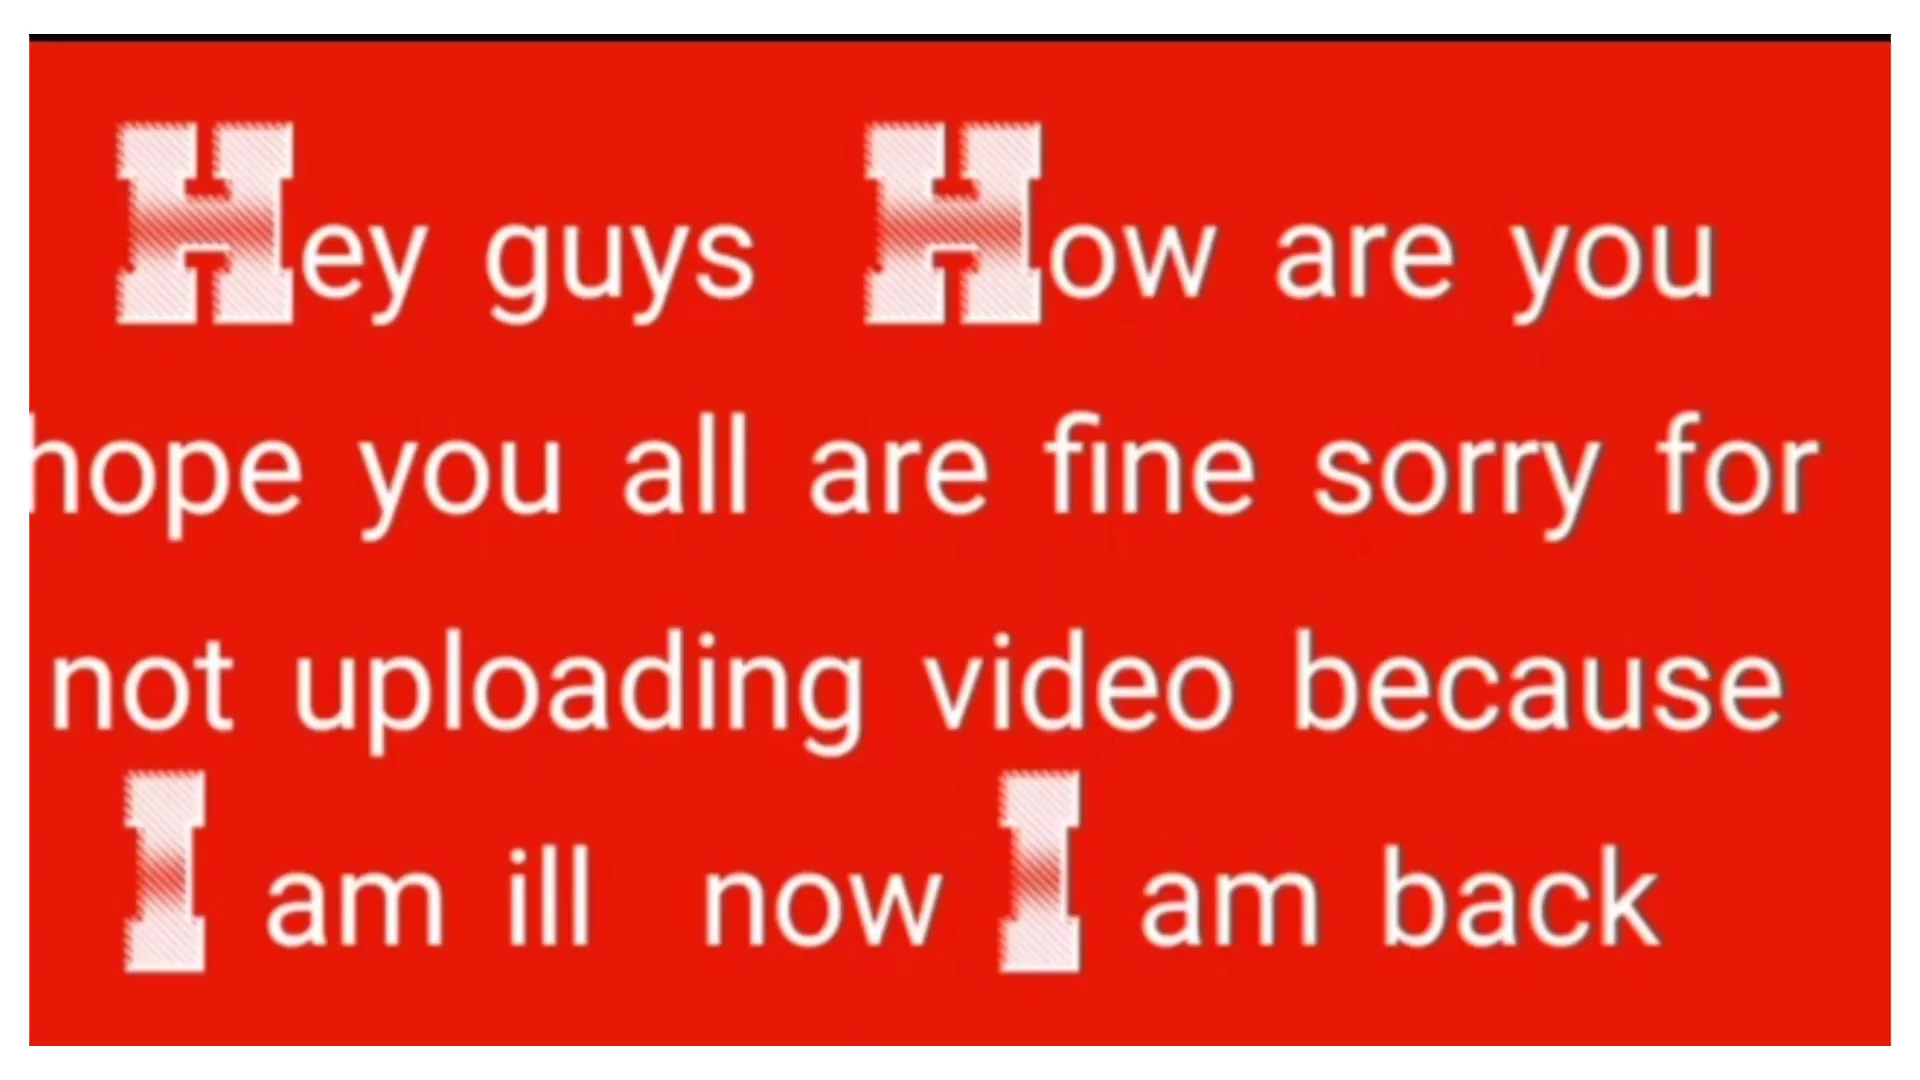 Hey guys How are you
hope you all are fine sorry for
not uploading video because
I am ill now I am back